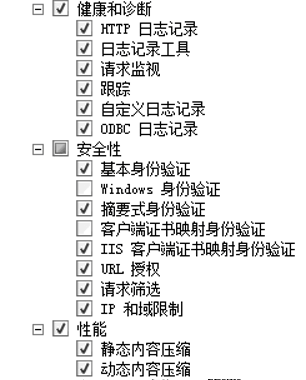 健康和诊断
HTTP 日志记录
日志记录工具
请求监视
跟踪
自定义日志记录
ODBC 日志记录
安全性
基本身份验证
Windows 身份验证
摘要式身份验证
客户端证书映射身份验证
IIS 客户端证书映射身份验证
URL 授权
请求筛选
IP 和域限制
性能
静态内容压缩
动态内容压缩